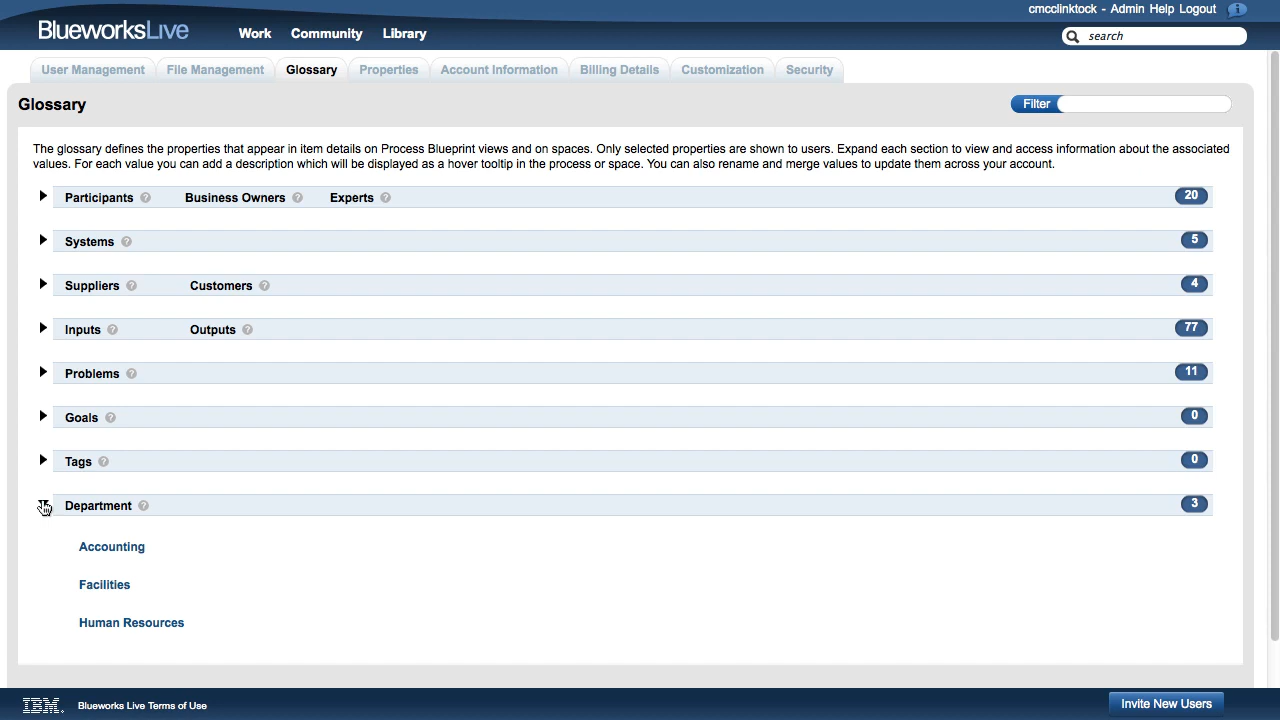 cmcclinktock - Admin Help Logout
BlueworksLive Work Community Library
search
User Management File Management Glossary Properties Account Information Billing Details Customization Security
Glossary Filter
The glossary defines the properties that appear in item details on Process Blueprint views and on spaces. Only selected properties are shown to users. Expand each section to view and access information about the associated
values. For each value you can add a description which will be displayed as a hover tooltip in the process or space. You can also rename and merge values to update them across your account.
Participants ? Business Owners ? Experts ? 20
Systems ? 5
Suppliers ? Customers ? 4
Inputs ? Outputs ? 77
Problems ? 11
Goals ? 0
Tags ? 0
Department ? 3
Accounting
Facilities
Human Resources
IBM. Blueworks Live Terms of Use Invite New Users